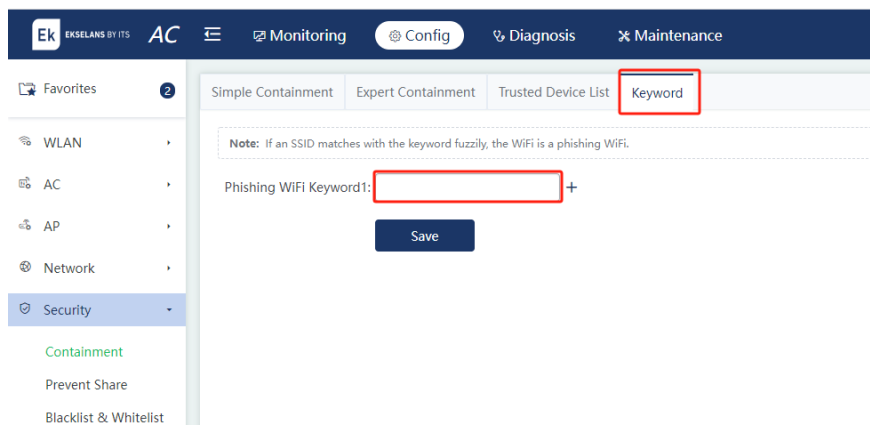 Ek EKSELANS BY ITS AC Monitoring Config Diagnosis Maintenance
Favorites 2
Simple Containment Expert Containment Trusted Device List Keyword
WLAN
Note: If an SSID matches with the keyword fuzzily, the WiFi is a phishing WiFi.
AC
Phishing WiFi Keyword1: +
AP
Save
Network
Security
Containment
Prevent Share
Blacklist & Whitelist